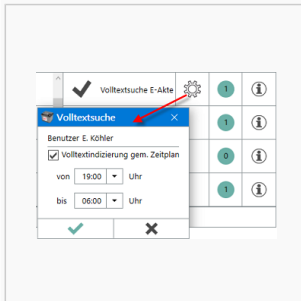 Volltextsuche E-Akte 1
Volltextsuche
1
Benutzer E. Köhler
Volltextindizierung gem. Zeitplan
0
von 19:00 Uhr
1
bis 06:00 Uhr